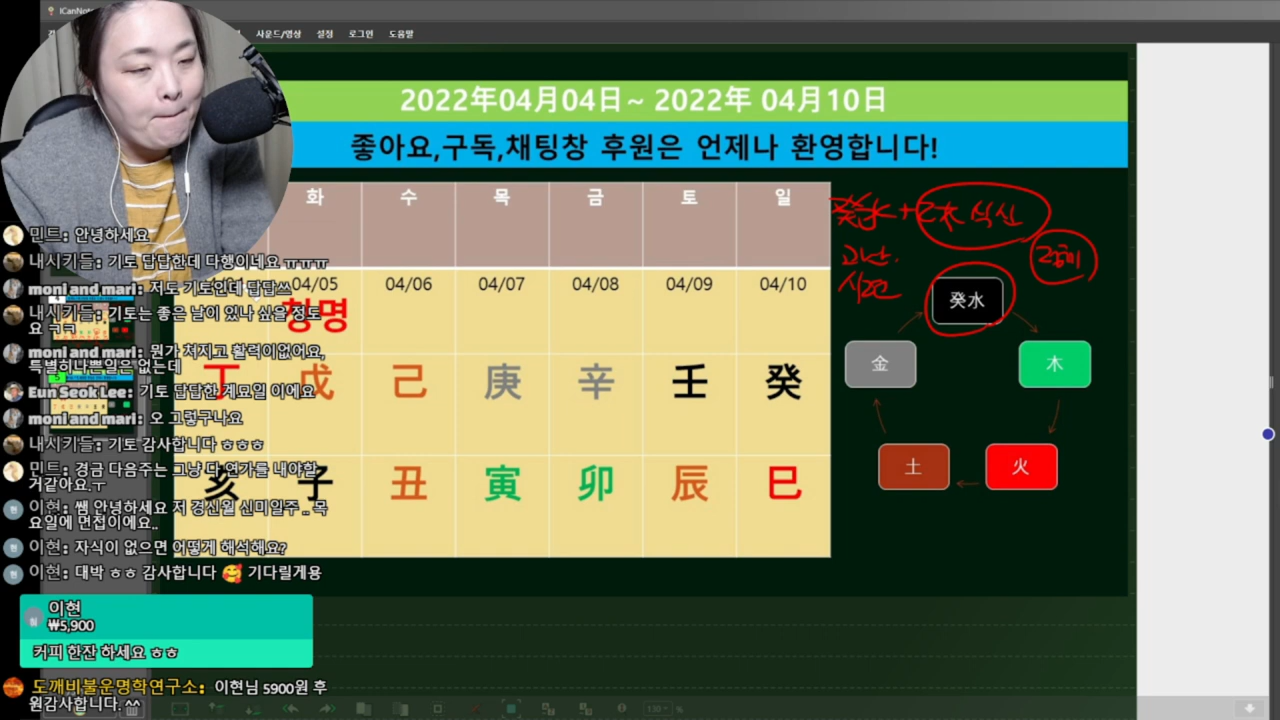 ICanNote
사운드/영상 설정 로그인 도움말
2022年04月04日~ 2022年 04月10日
좋아요,구독,채팅창 후원은 언제나 환영합니다!
화 수 목 금 토 일
04/05 04/06 04/07 04/08 04/09 04/10
청명
丁 戊 己 庚 辛 壬 癸
亥 子 丑 寅 卯 辰 巳
癸水 + 乙木 식신
고난
癸水
金 木
土 火
민트: 안녕하세요
내시키들: 기토 답답한데 다행이네요 ㅠㅠㅠ
moni and mari: 저도 기토인데 답답쓰
내시키들: 기토는 좋은 날이 있나 싶을 정도
요 ㅋㅋ
moni and mari: 뭔가 처지고 활력이없어요,
특별히나쁜일은 없는데
Eun Seok Lee: 기토 답답한 계묘일 이에요
moni and mari: 오 그렇구나요
내시키들: 기토 감사합니다 ㅎㅎㅎ
민트: 경금 다음주는 그냥 다 연가를 내야할
거같아요.ㅜ
이현: 쌤 안녕하세요 저 경신월 신미일주 .. 목
요일에 면접이에요..
이현: 자식이 없으면 어떻게 해석해요?
이현: 대박 ㅎㅎ 감사합니다 🥰 기다릴게용
이현
₩5,900
커피 한잔 하세요 ㅎㅎ
도깨비불운명학연구소: 이현님 5900원 후
원감사합니다. ^^
130 %